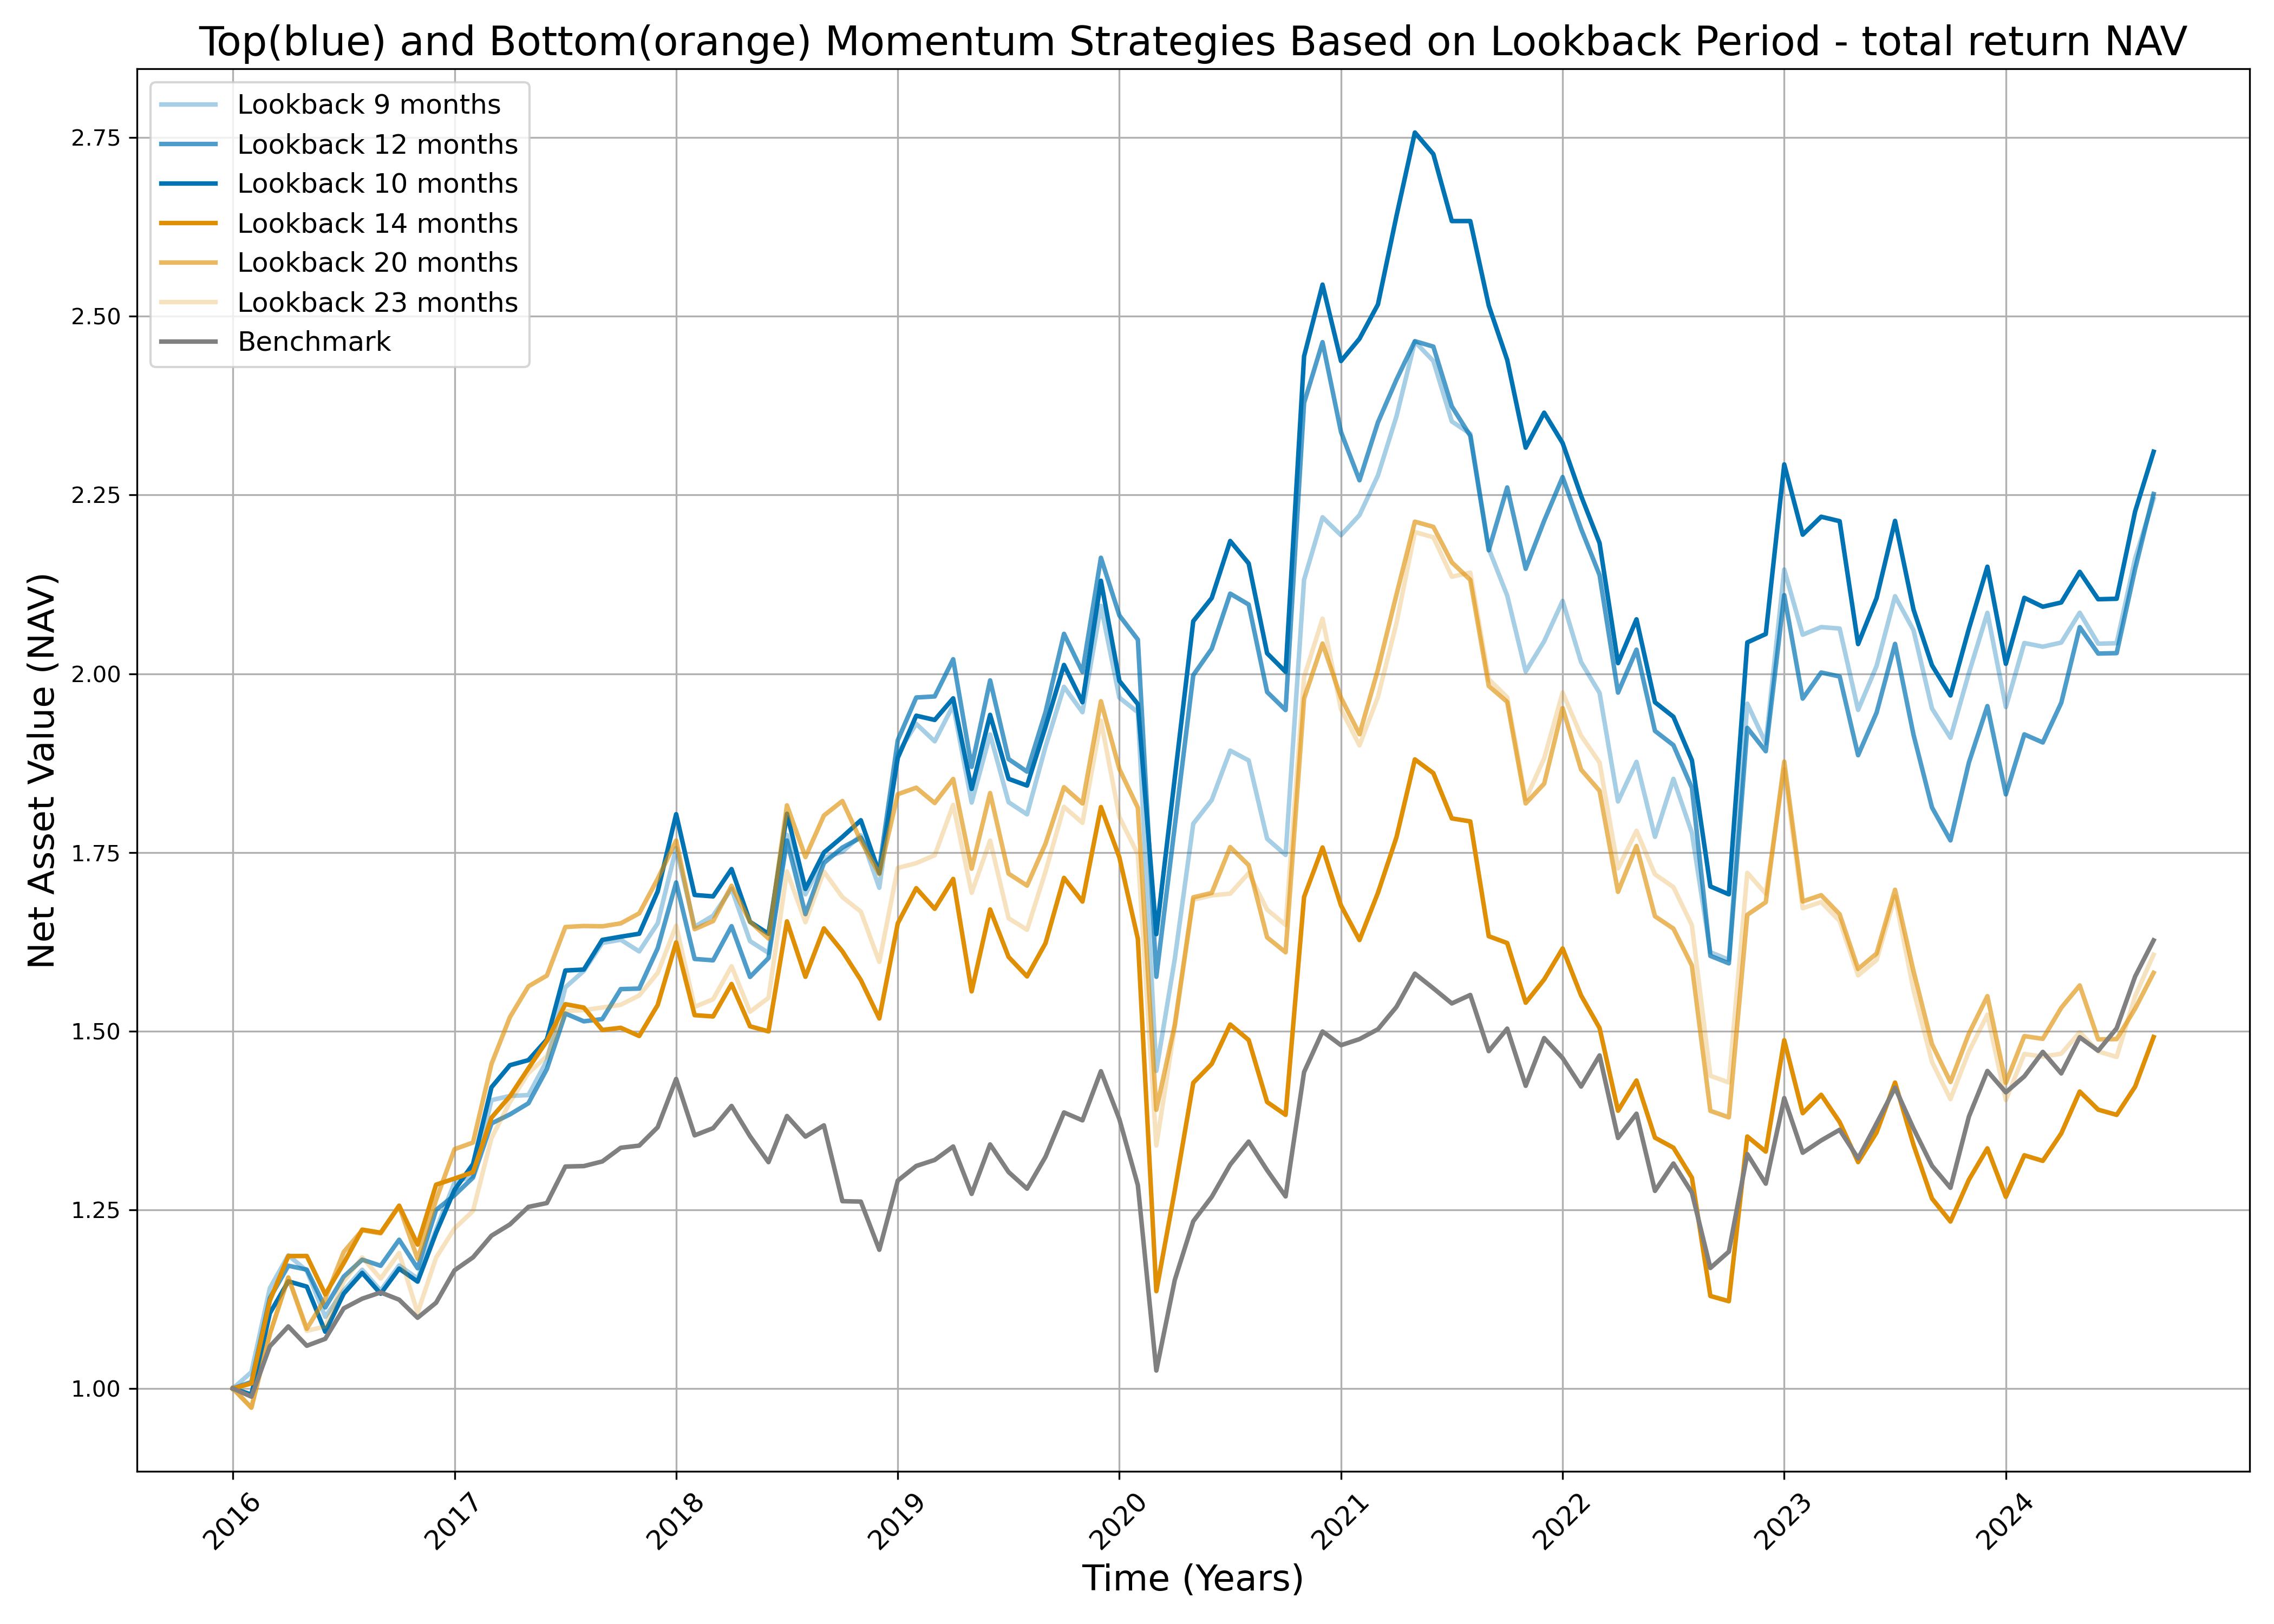 Top(blue) and Bottom(orange) Momentum Strategies Based on Lookback Period - total return NAV
Lookback 9 months
Lookback 12 months
Lookback 10 months
Lookback 14 months
Lookback 20 months
Lookback 23 months
Benchmark
Net Asset Value (NAV)
2.75
2.50
2.25
2.00
1.75
1.50
1.25
1.00
2016
2017
2018
2019
2020
2021
2022
2023
2024
Time (Years)